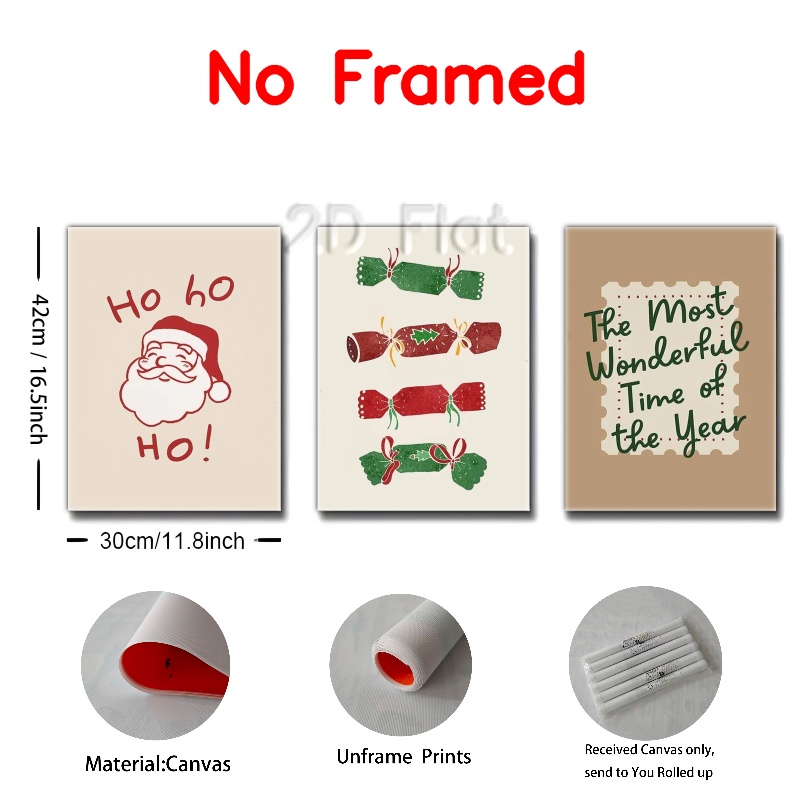 No Framed
2D Flat
Ho ho
Ho!
The Most
Wonderful
Time of
the Year
42cm / 16.5inch
30cm/11.8inch
Material:Canvas
Unframe Prints
Received Canvas only,
send to You Rolled up